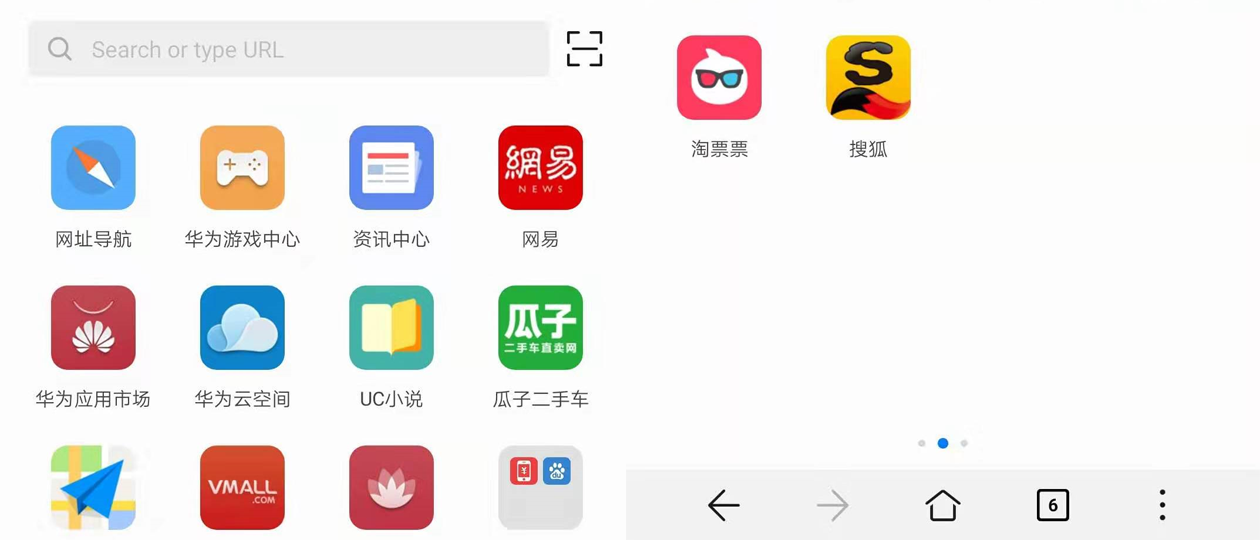 Search or type URL
網易
NEWS
网址导航
华为游戏中心
资讯中心
网易
瓜子
二手车直卖网
华为应用市场
华为云空间
UC小说
瓜子二手车
VMALL
.COM
¥
du
S
淘票票
搜狐
6